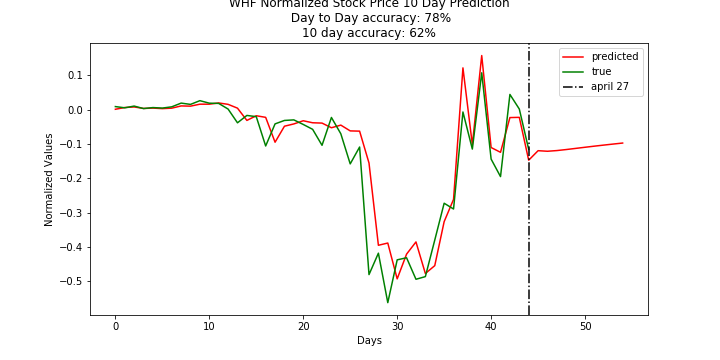 WHF Normalized Stock Price 10 Day Prediction
Day to Day accuracy: 78%
10 day accuracy: 62%
predicted
true
april 27
Normalized Values
0.1
0.0
−0.1
−0.2
−0.3
−0.4
−0.5
0 10 20 30 40 50
Days